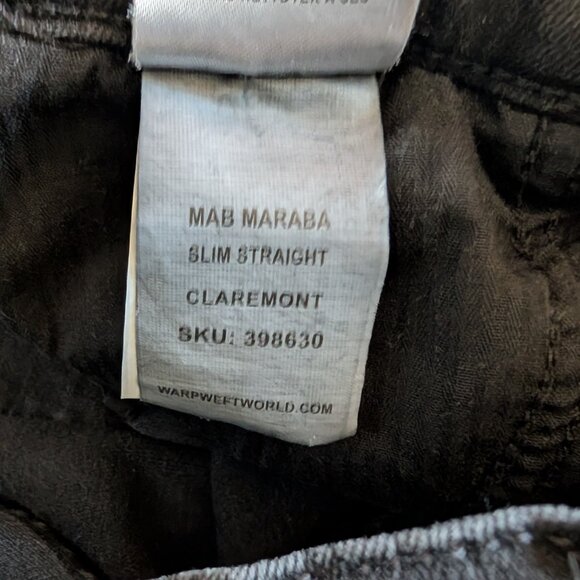 MAB MARABA
SLIM STRAIGHT
CLAREMONT
SKU: 398630
WARPWEFTWORLD.COM